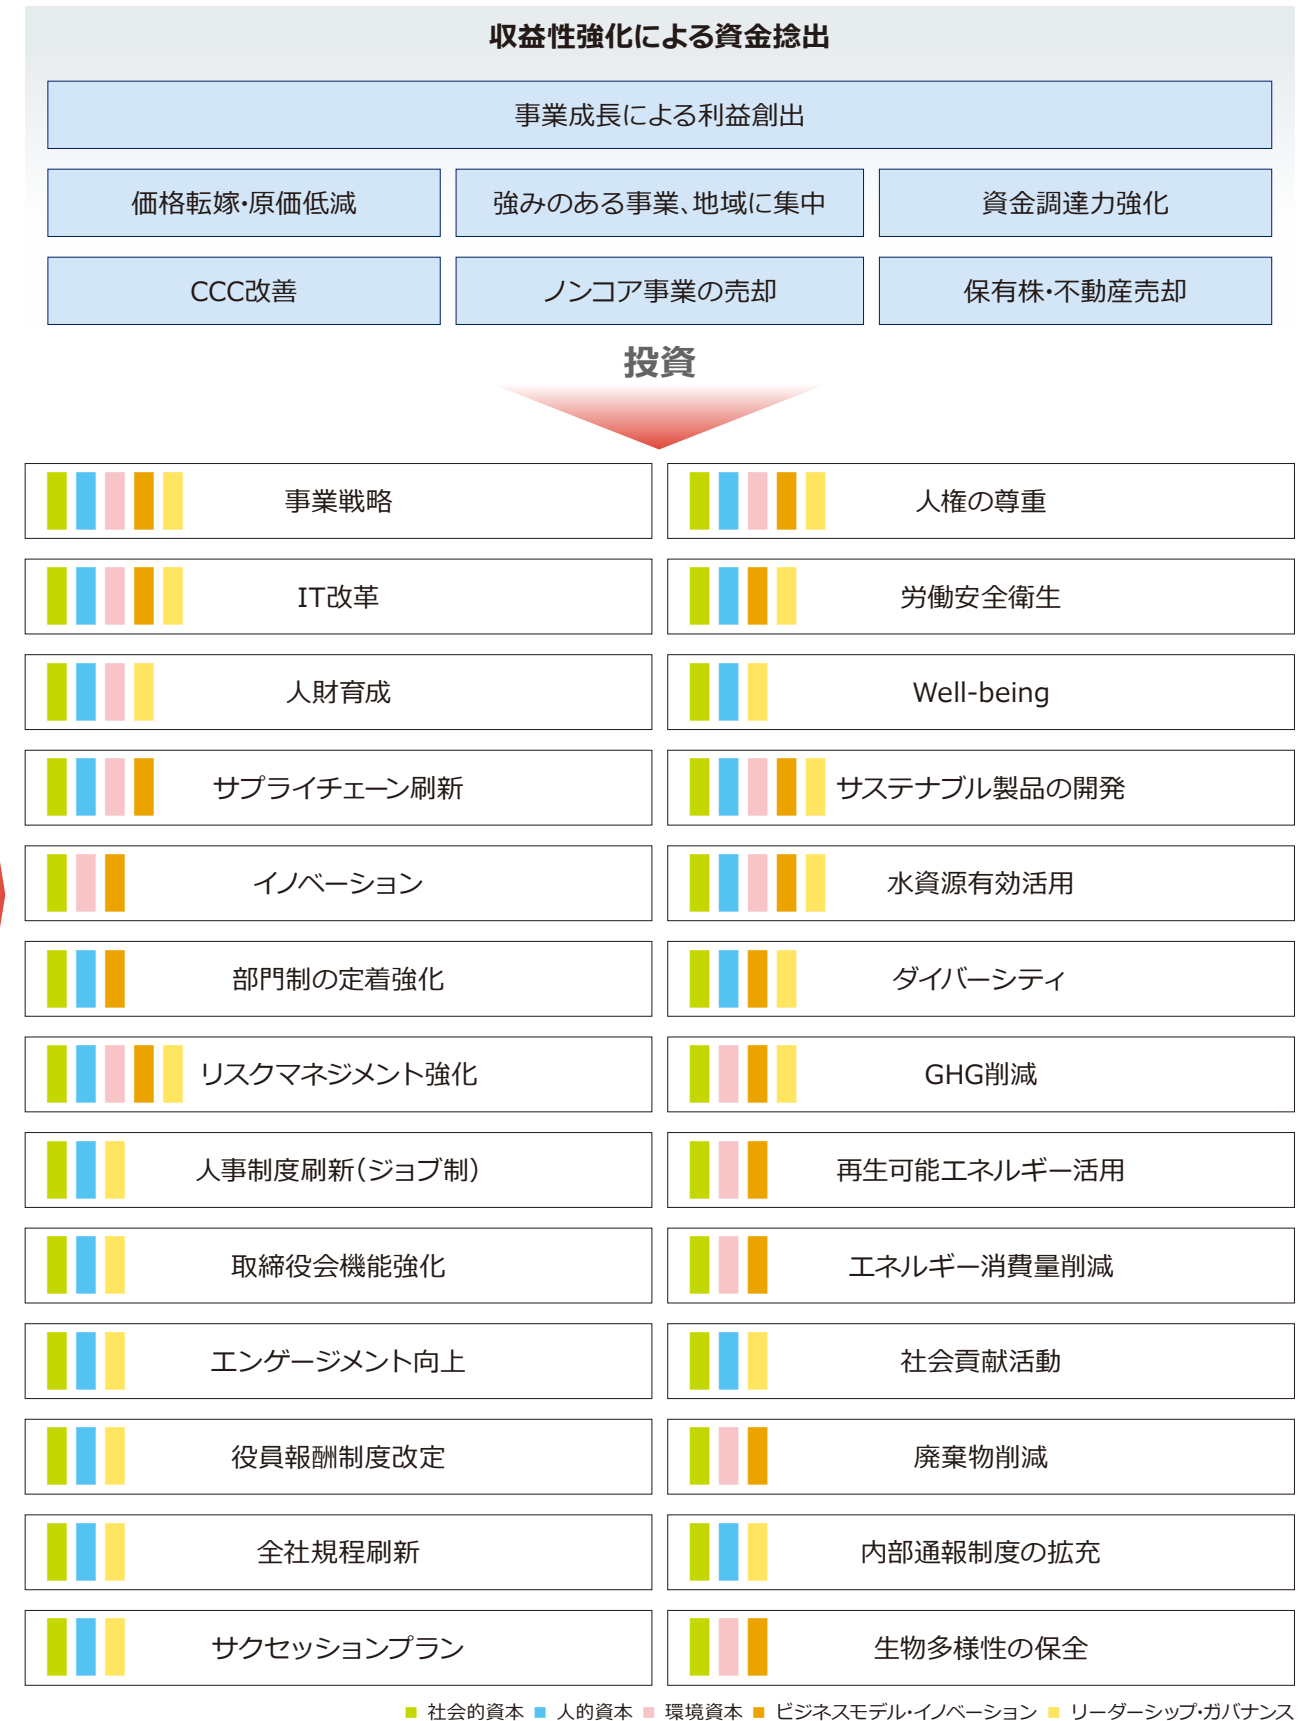 収益性強化による資金捻出
事業成長による利益創出
価格転嫁・原価低減
強みのある事業、地域に集中
資金調達力強化
CCC改善
ノンコア事業の売却
保有株・不動産売却
投資
事業戦略
人権の尊重
IT改革
労働安全衛生
人財育成
Well-being
サプライチェーン刷新
サステナブル製品の開発
イノベーション
水資源有効活用
部門制の定着強化
ダイバーシティ
リスクマネジメント強化
GHG削減
人事制度刷新（ジョブ制）
再生可能エネルギー活用
取締役会機能強化
エネルギー消費量削減
エンゲージメント向上
社会貢献活動
役員報酬制度改定
廃棄物削減
全社規程刷新
内部通報制度の拡充
サクセッションプラン
生物多様性の保全
社会的資本 人的資本 環境資本 ビジネスモデル・イノベーション リーダーシップ・ガバナンス